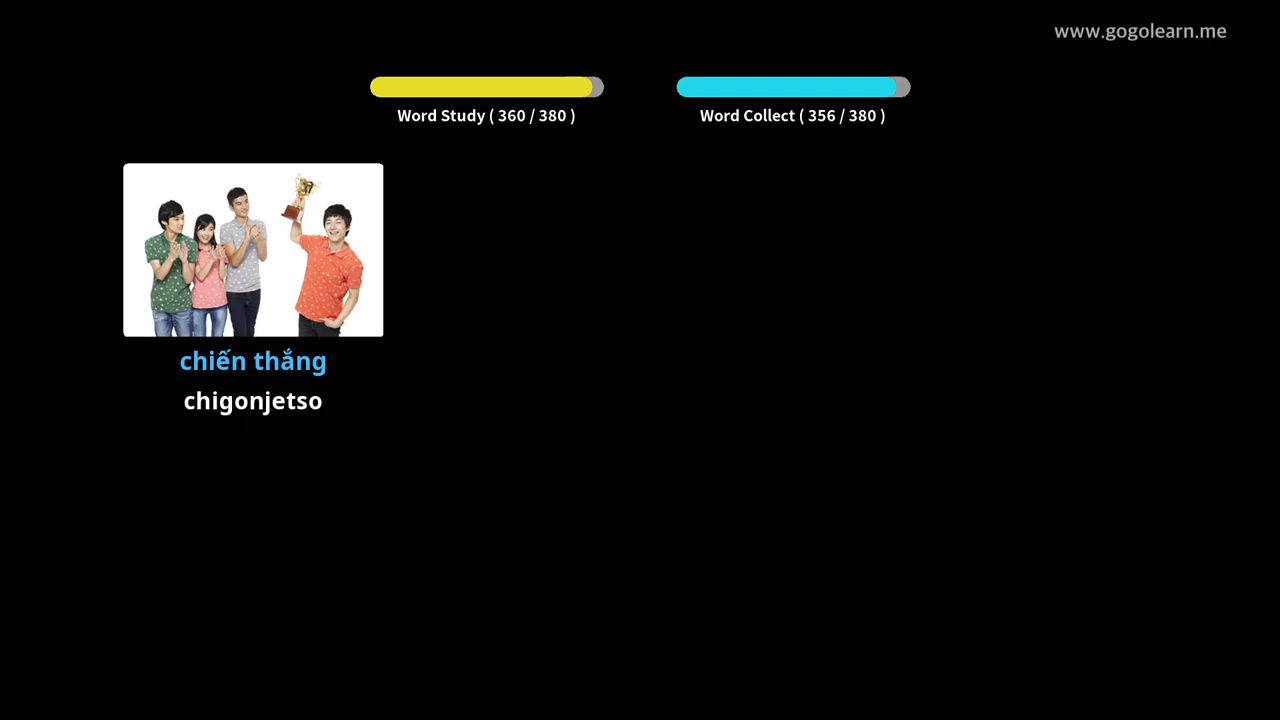 www.gogolearn.me
Word Study ( 360 / 380 )
Word Collect ( 356 / 380 )
chiến thắng
chigonjetso